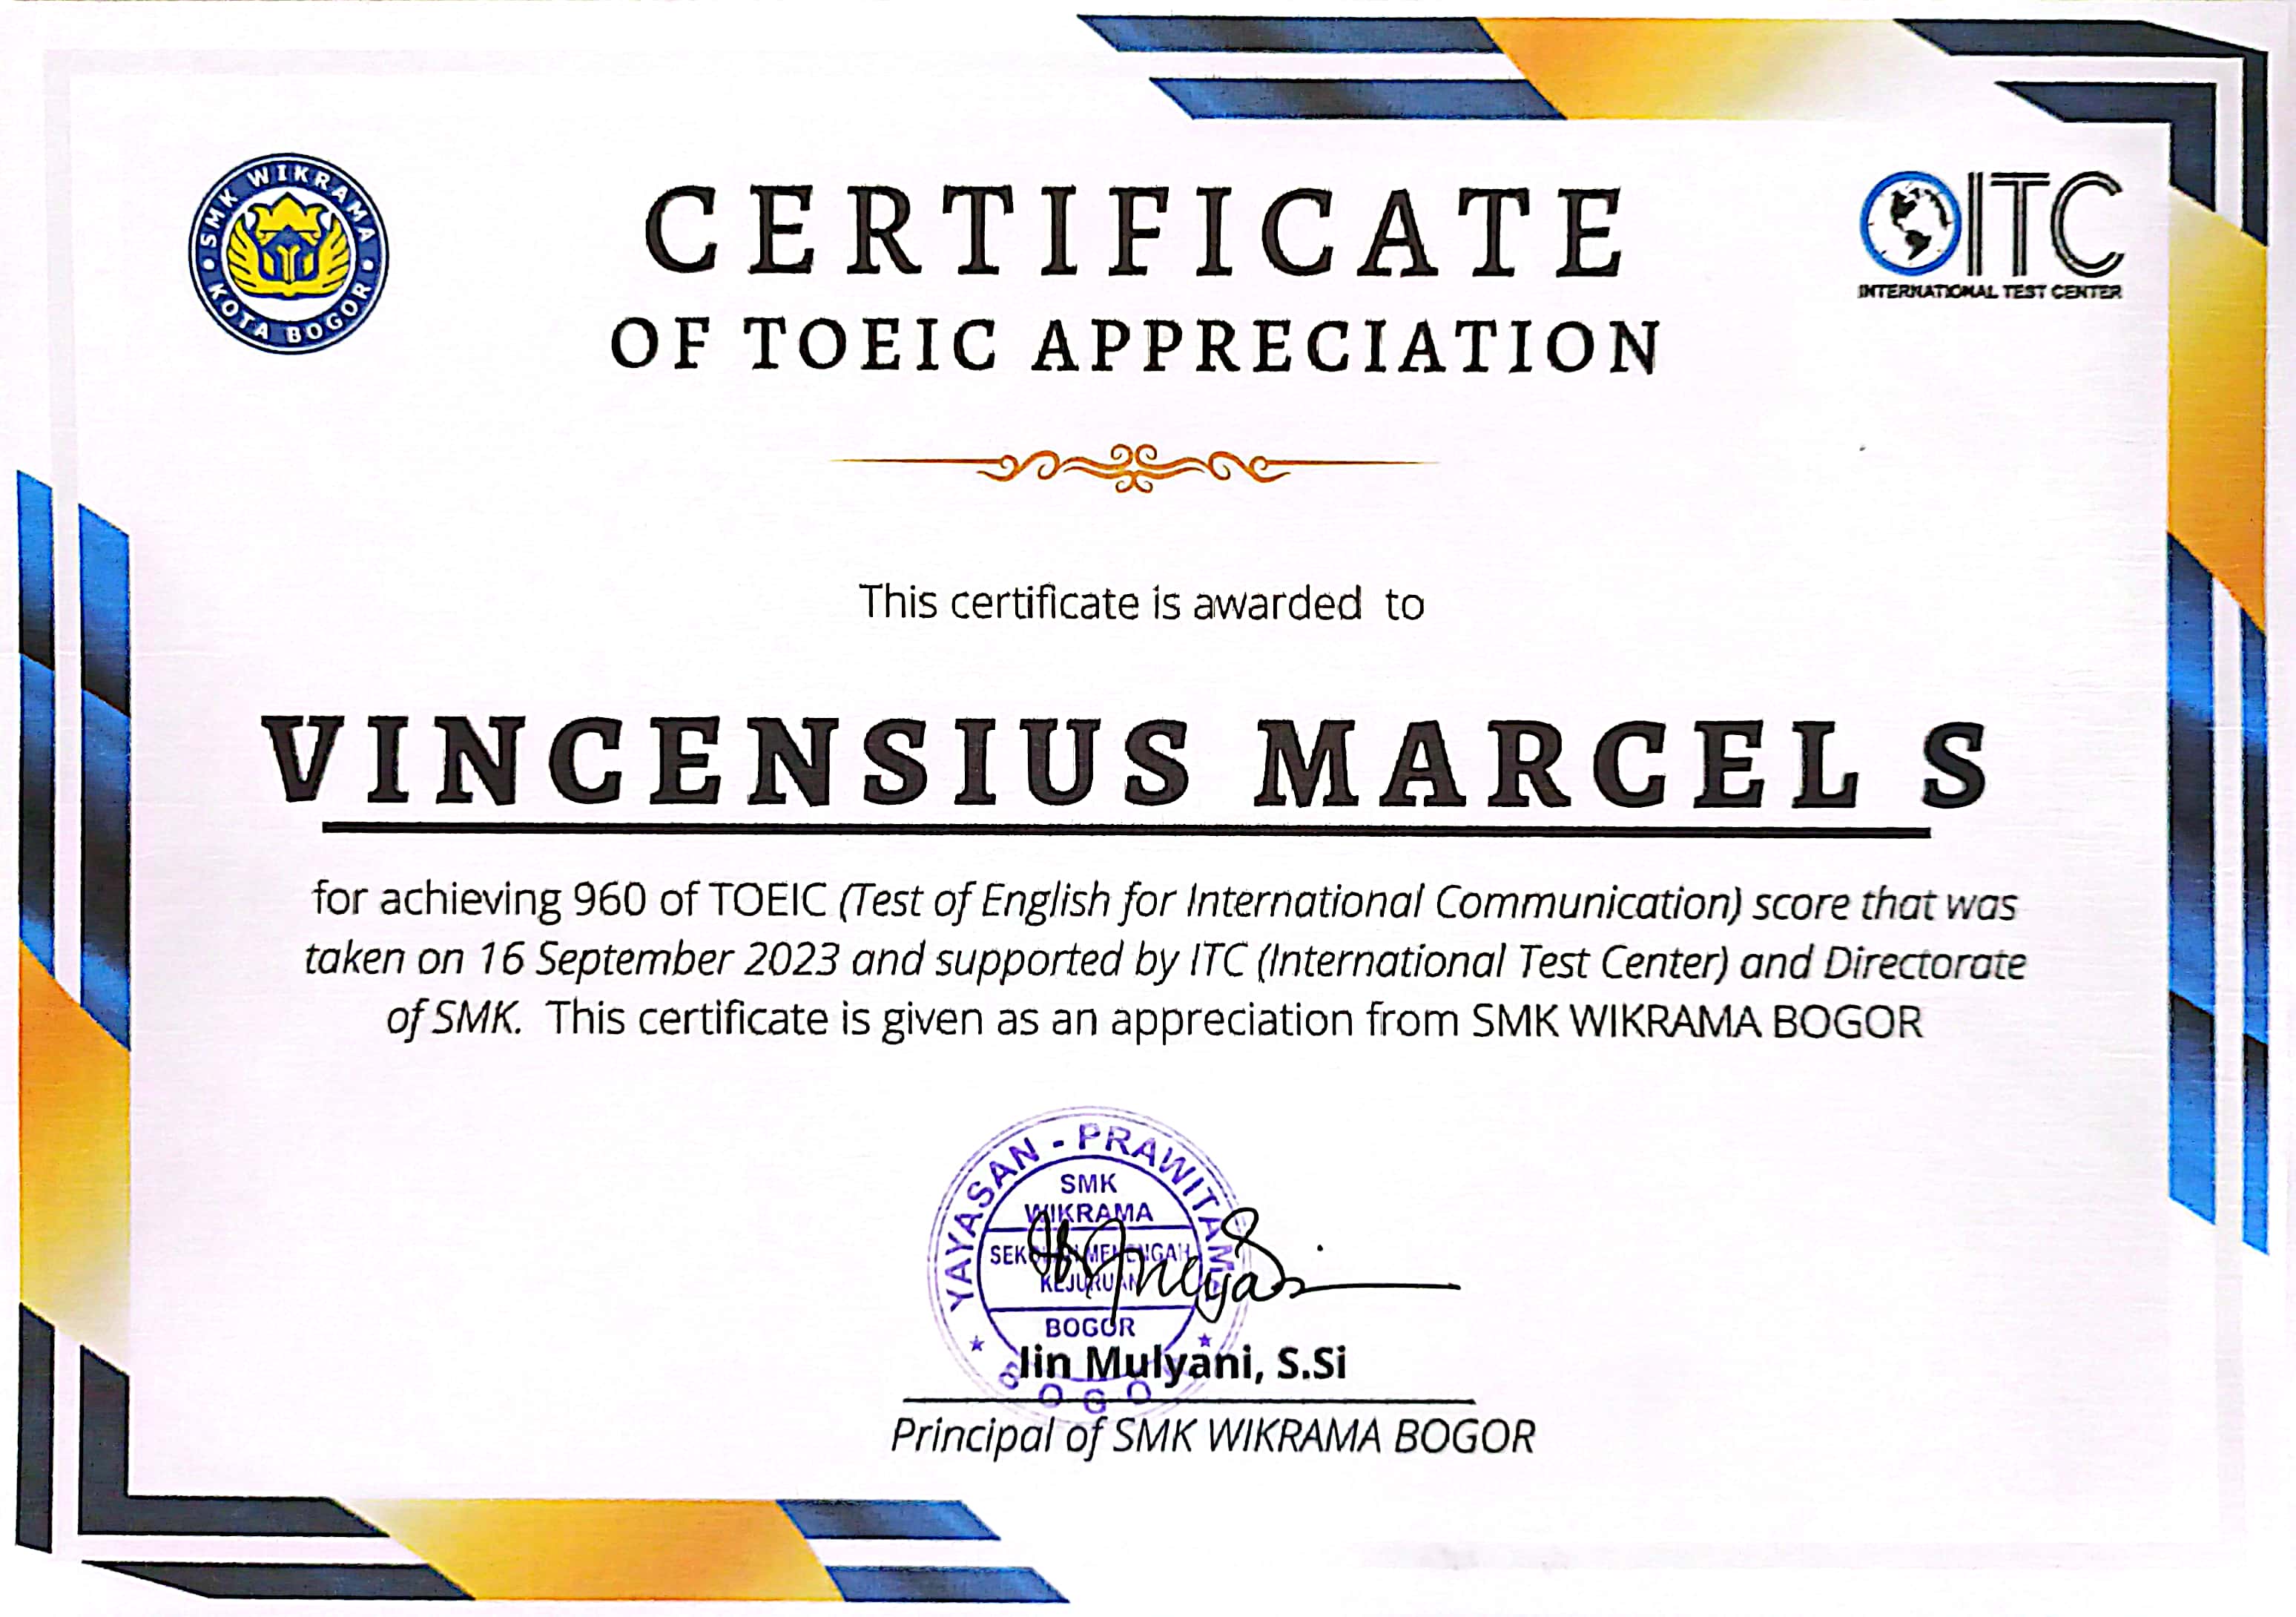 SMK WIKRAMA
KOTA BOGOR
ITC
INTERNATIONAL TEST CENTER
CERTIFICATE
OF TOEIC APPRECIATION
This certificate is awarded to
VINCENSIUS MARCEL S
for achieving 960 of TOEIC (Test of English for International Communication) score that was
taken on 16 September 2023 and supported by ITC (International Test Center) and Directorate
of SMK. This certificate is given as an appreciation from SMK WIKRAMA BOGOR
YAYASAN - PRAWITAMA
SMK
WIKRAMA
SEKOLAH MENENGAH
KEJURUAN
BOGOR
BOGOR
Iin Mulyani, S.Si
Principal of SMK WIKRAMA BOGOR